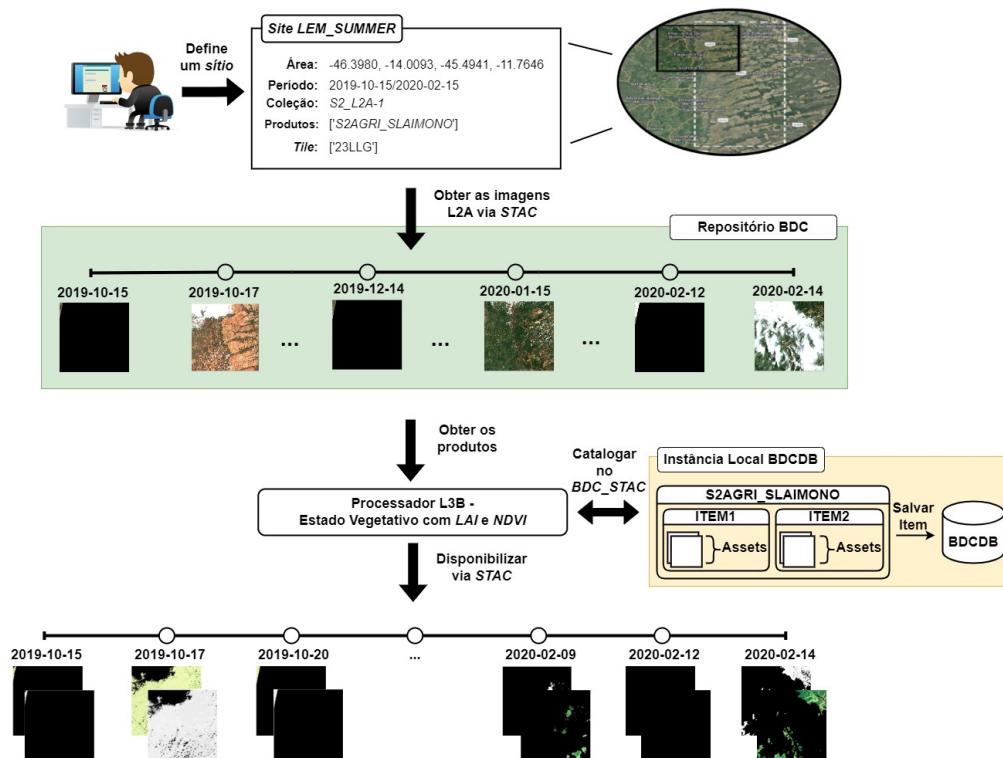 Define
um sítio
Site LEM_SUMMER
Área: -46.3980, -14.0093, -45.4941, -11.7646
Período: 2019-10-15/2020-02-15
Coleção: S2_L2A-1
Produtos: ['S2AGRI_SLAIMONO']
Tile: ['23LLG']
Obter as imagens
L2A via STAC
Repositório BDC
2019-10-15 2019-10-17 2019-12-14 2020-01-15 2020-02-12 2020-02-14
... ... ...
Obter os
produtos
Processador L3B -
Estado Vegetativo com LAI e NDVI
Catalogar
no
BDC_STAC
Instância Local BDCDB
S2AGRI_SLAIMONO
ITEM1 ITEM2
Assets Assets
Salvar
Item
BDCDB
Disponibilizar
via STAC
2019-10-15 2019-10-17 2019-10-20 ... 2020-02-09 2020-02-12 2020-02-14